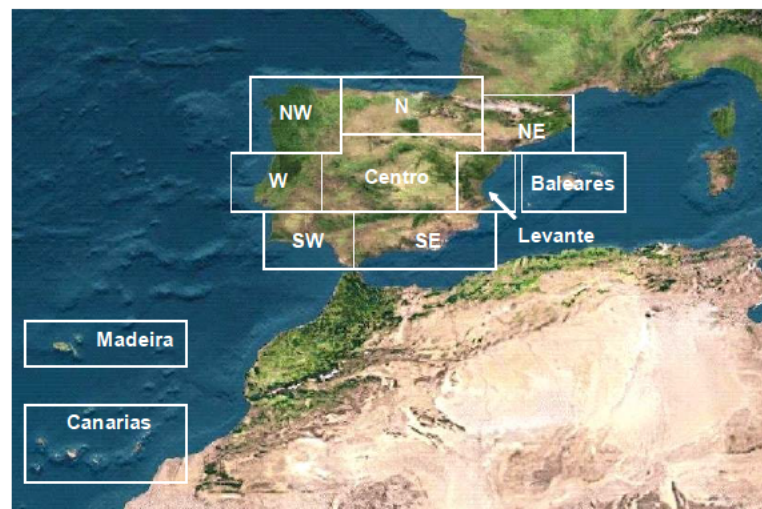 NW
N
NE
W
Centro
Baleares
SW
SE
Levante
Madeira
Canarias